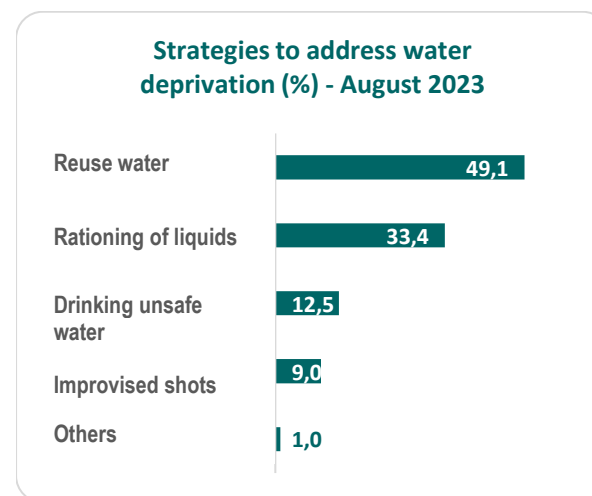 Strategies to address water
deprivation (%) - August 2023
Reuse water
49,1
Rationing of liquids
33,4
Drinking unsafe
water
12,5
Improvised shots
9,0
Others
1,0